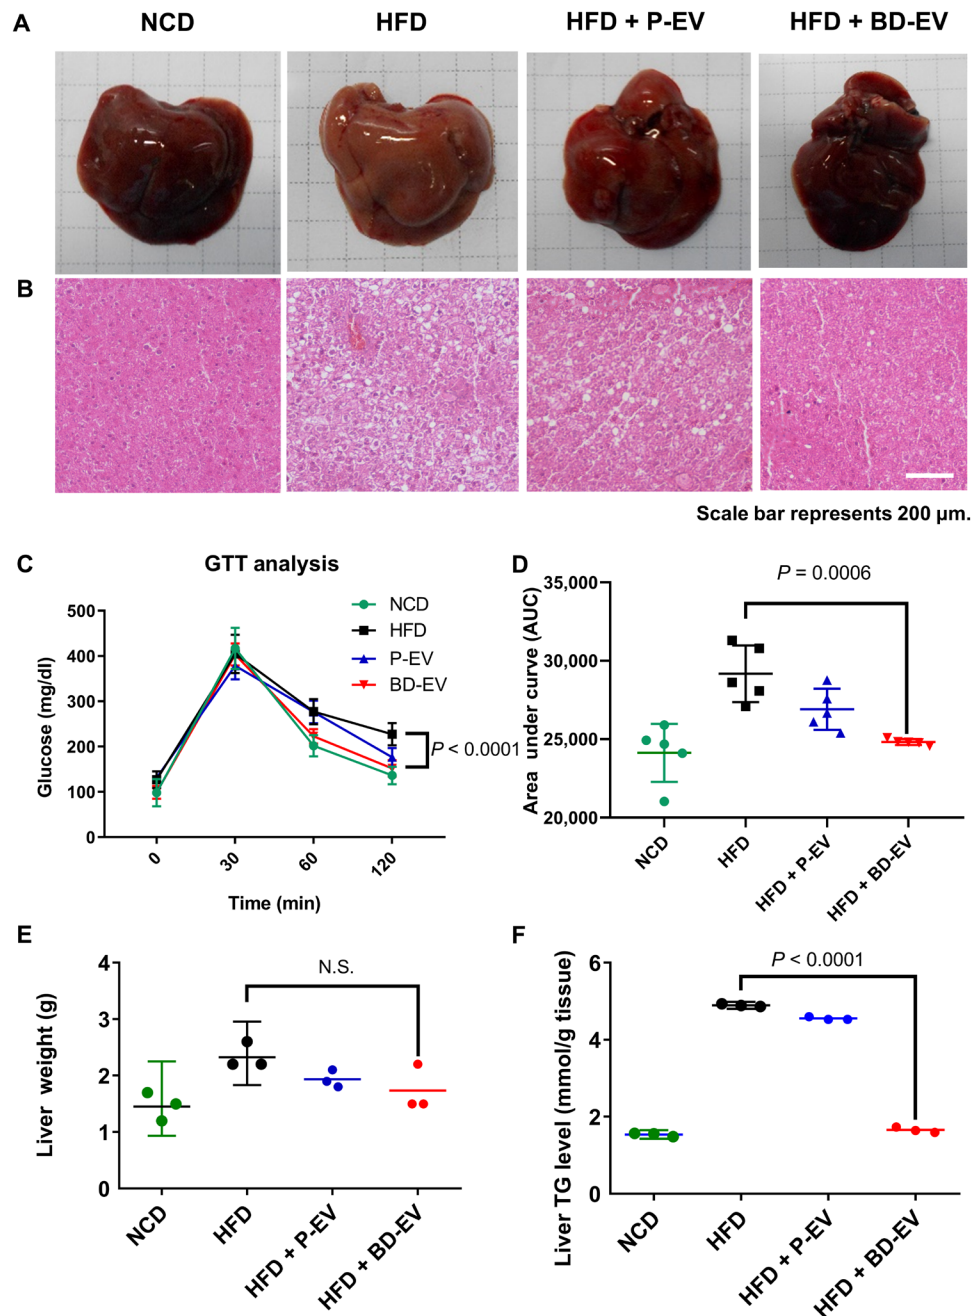 A
NCD
HFD
HFD + P-EV
HFD + BD-EV
B
Scale bar represents 200 µm.
C
GTT analysis
NCD
HFD
P-EV
BD-EV
500
400
300
200
100
0
Glucose (mg/dl)
P < 0.0001
0
30
60
120
Time (min)
D
P = 0.0006
35,000
30,000
25,000
20,000
Area under curve (AUC)
NCD
HFD
HFD + P-EV
HFD + BD-EV
E
N.S.
4
3
2
1
0
Liver weight (g)
NCD
HFD
HFD + P-EV
HFD + BD-EV
F
P < 0.0001
6
4
2
0
Liver TG level (mmol/g tissue)
NCD
HFD
HFD + P-EV
HFD + BD-EV